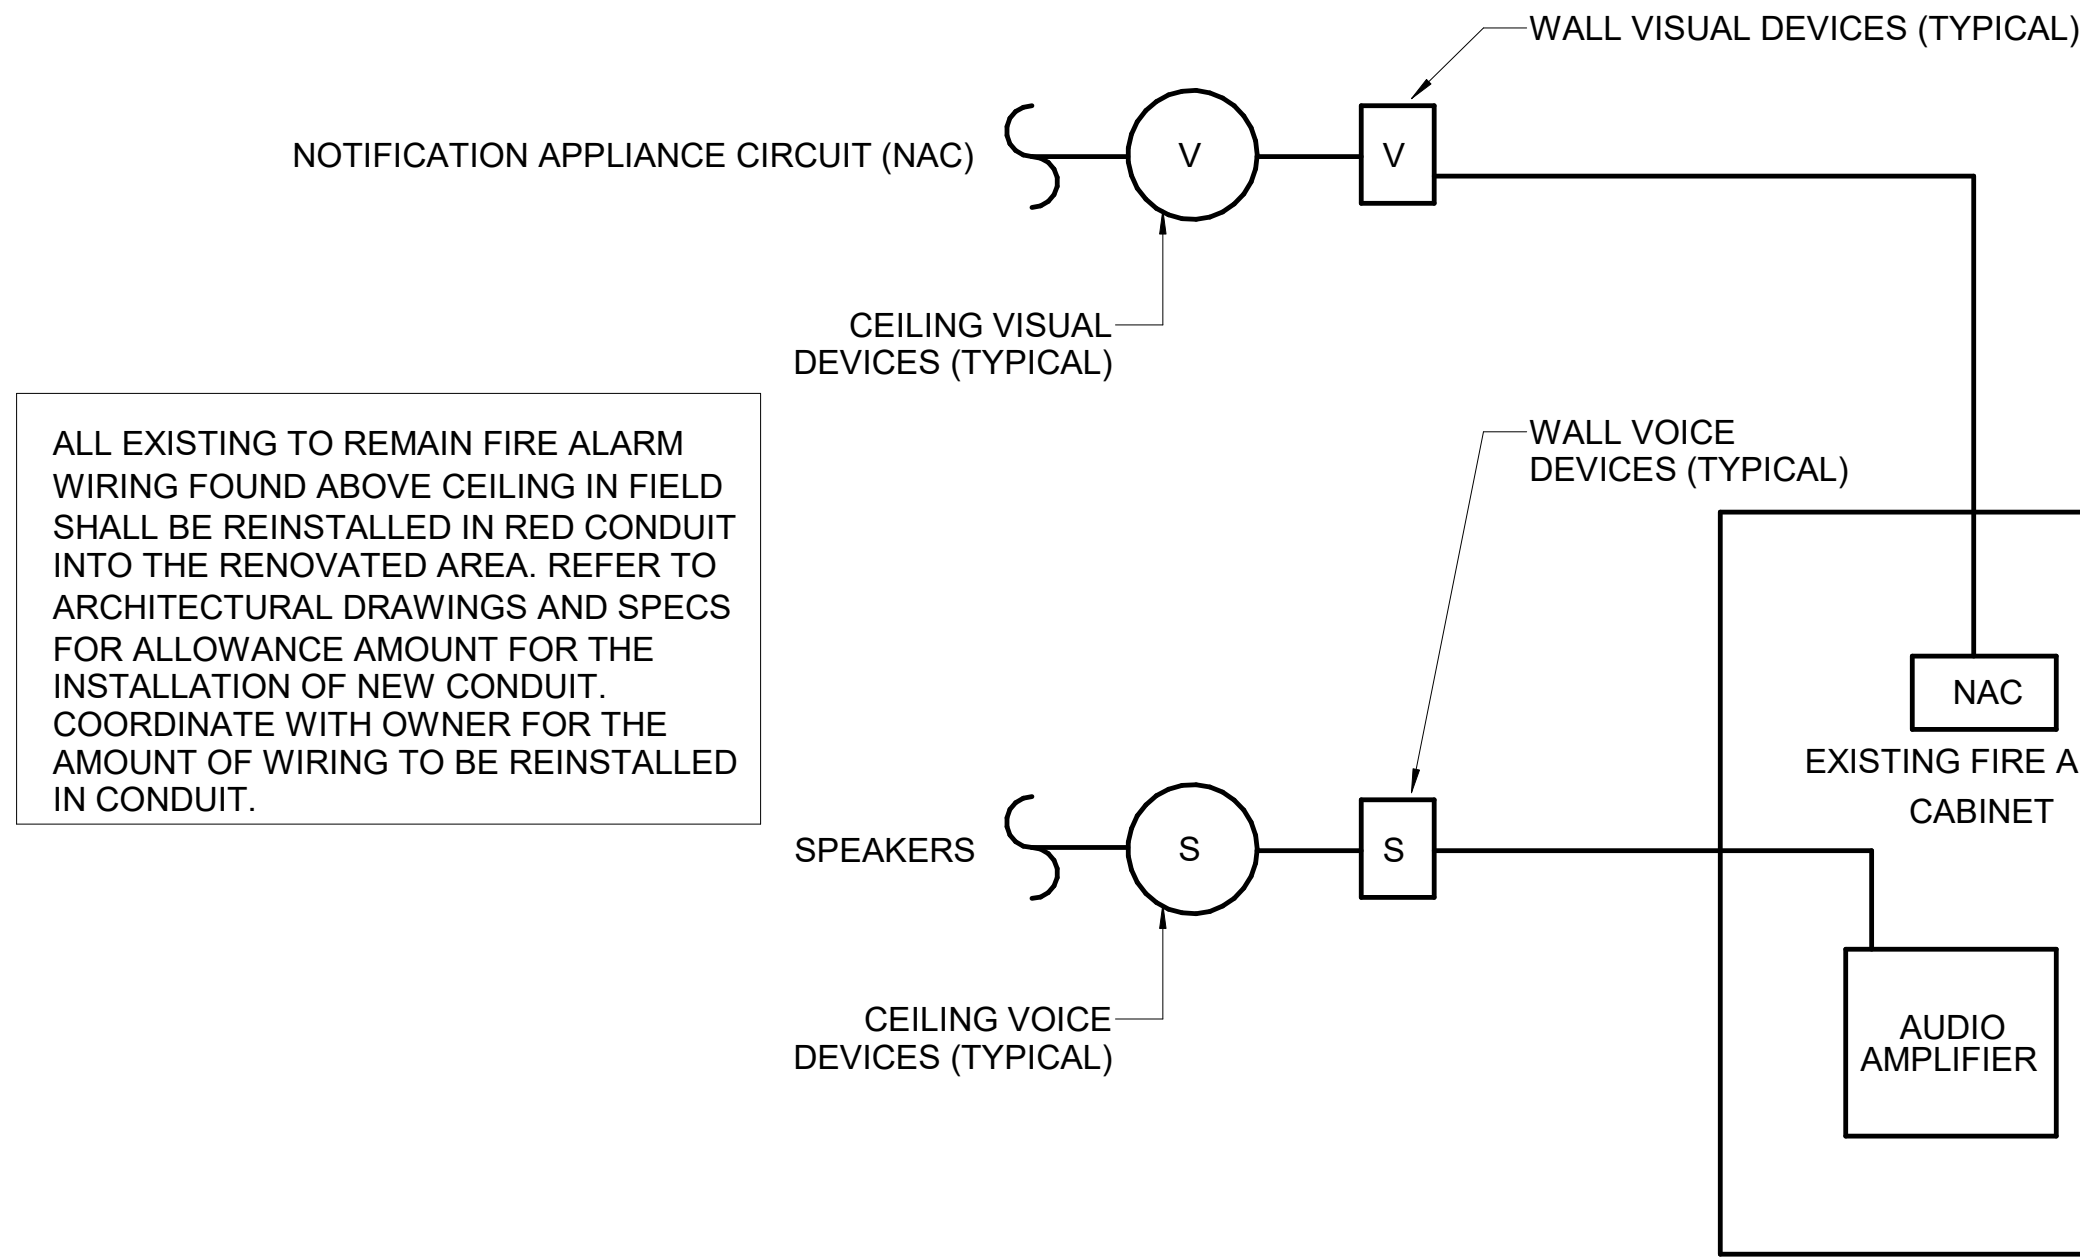 WALL VISUAL DEVICES (TYPICAL)
NOTIFICATION APPLIANCE CIRCUIT (NAC)
V
V
CEILING VISUAL
DEVICES (TYPICAL)
ALL EXISTING TO REMAIN FIRE ALARM
WIRING FOUND ABOVE CEILING IN FIELD
SHALL BE REINSTALLED IN RED CONDUIT
INTO THE RENOVATED AREA. REFER TO
ARCHITECTURAL DRAWINGS AND SPECS
FOR ALLOWANCE AMOUNT FOR THE
INSTALLATION OF NEW CONDUIT.
COORDINATE WITH OWNER FOR THE
AMOUNT OF WIRING TO BE REINSTALLED
IN CONDUIT.
WALL VOICE
DEVICES (TYPICAL)
NAC
EXISTING FIRE A
CABINET
SPEAKERS
S
S
CEILING VOICE
DEVICES (TYPICAL)
AUDIO
AMPLIFIER